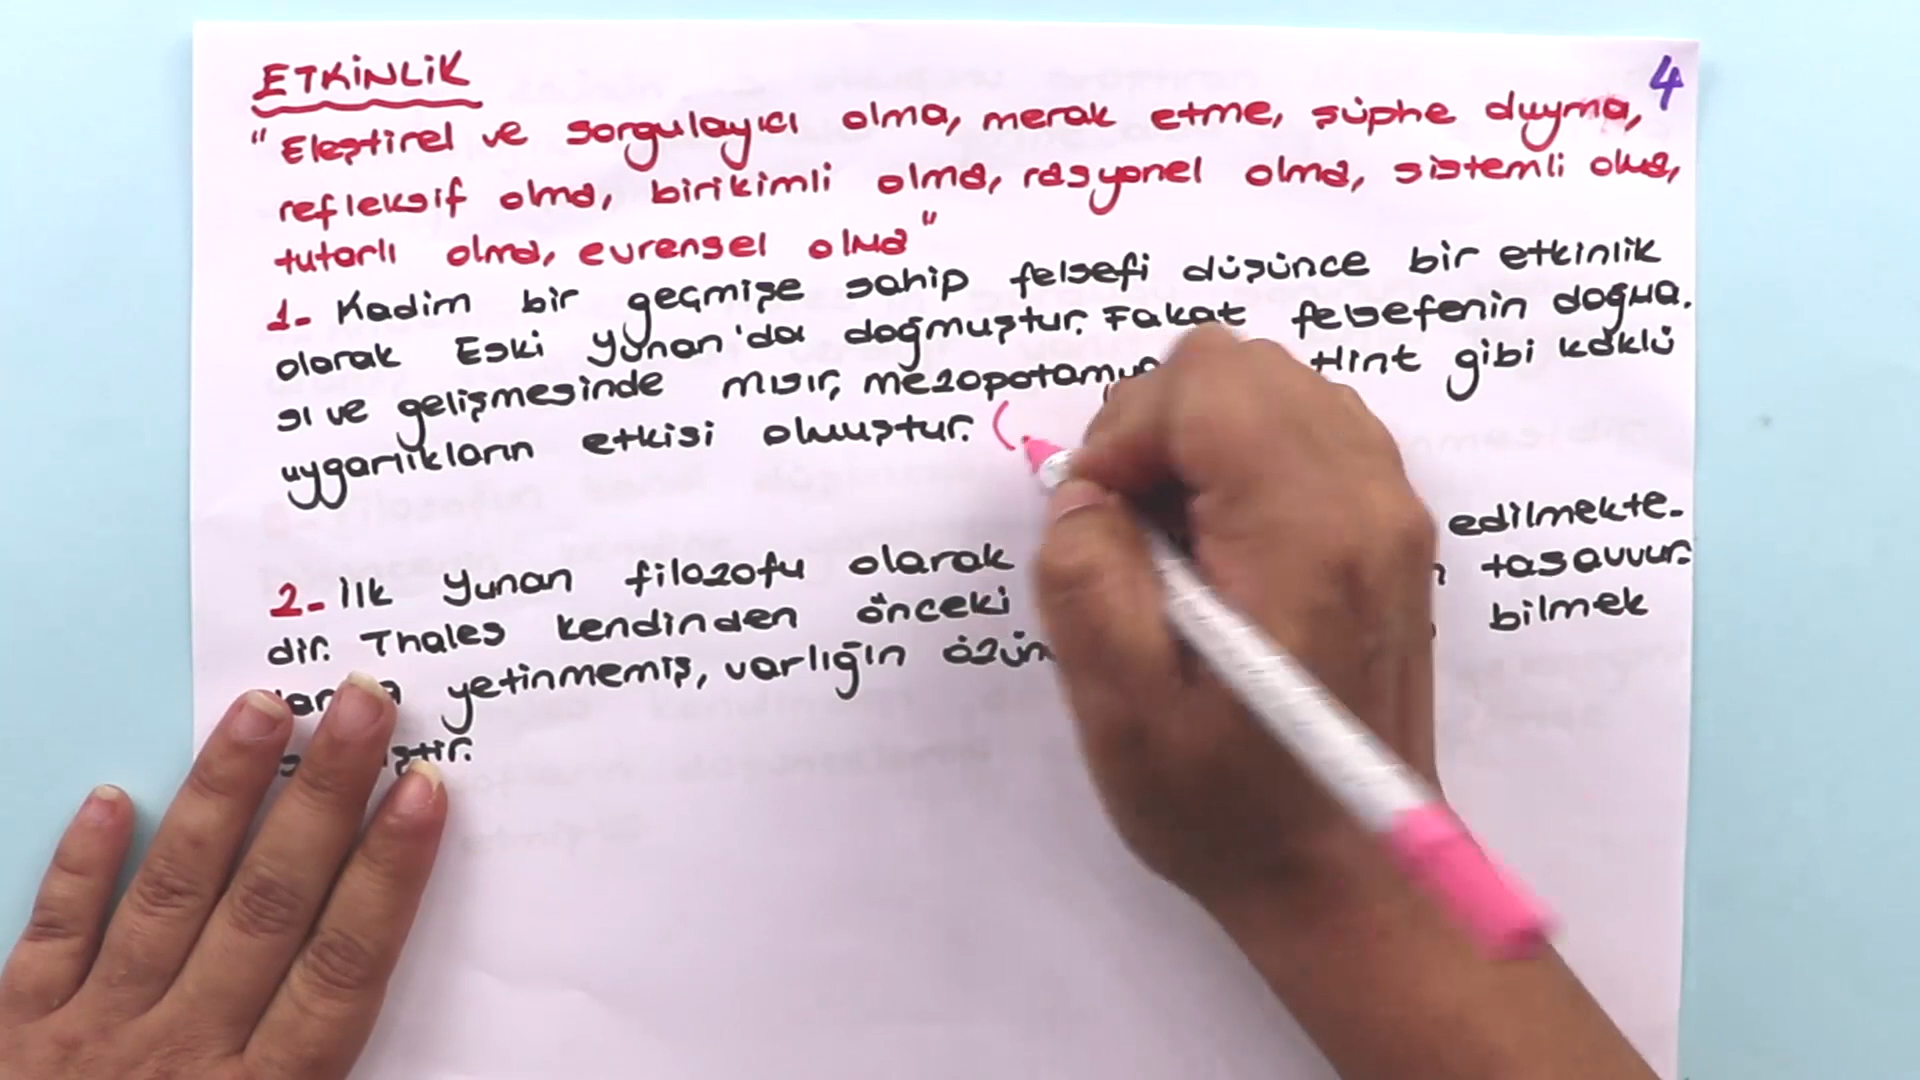 ETKİNLİK
4
"Eleştirel ve sorgulayıcı olma, merak etme, şüphe duyma,
refleksif olma, birikimli olma, rasyonel olma, sistemli olma,
tutarlı olma, evrensel olma"
1- Kadim bir geçmişe sahip felsefi düşünce bir etkinlik
olarak Eski Yunan'da doğmuştur. Fakat felsefenin doğma-
sı ve gelişmesinde Mısır, Mezopotamya Hint gibi köklü
uygarlıkların etkisi olmuştur. (
2- İlk Yunan filozofu olarak edilmekte-
dir. Thales kendinden önceki tasavvur-
yetinmemiş, varlığın bilmek